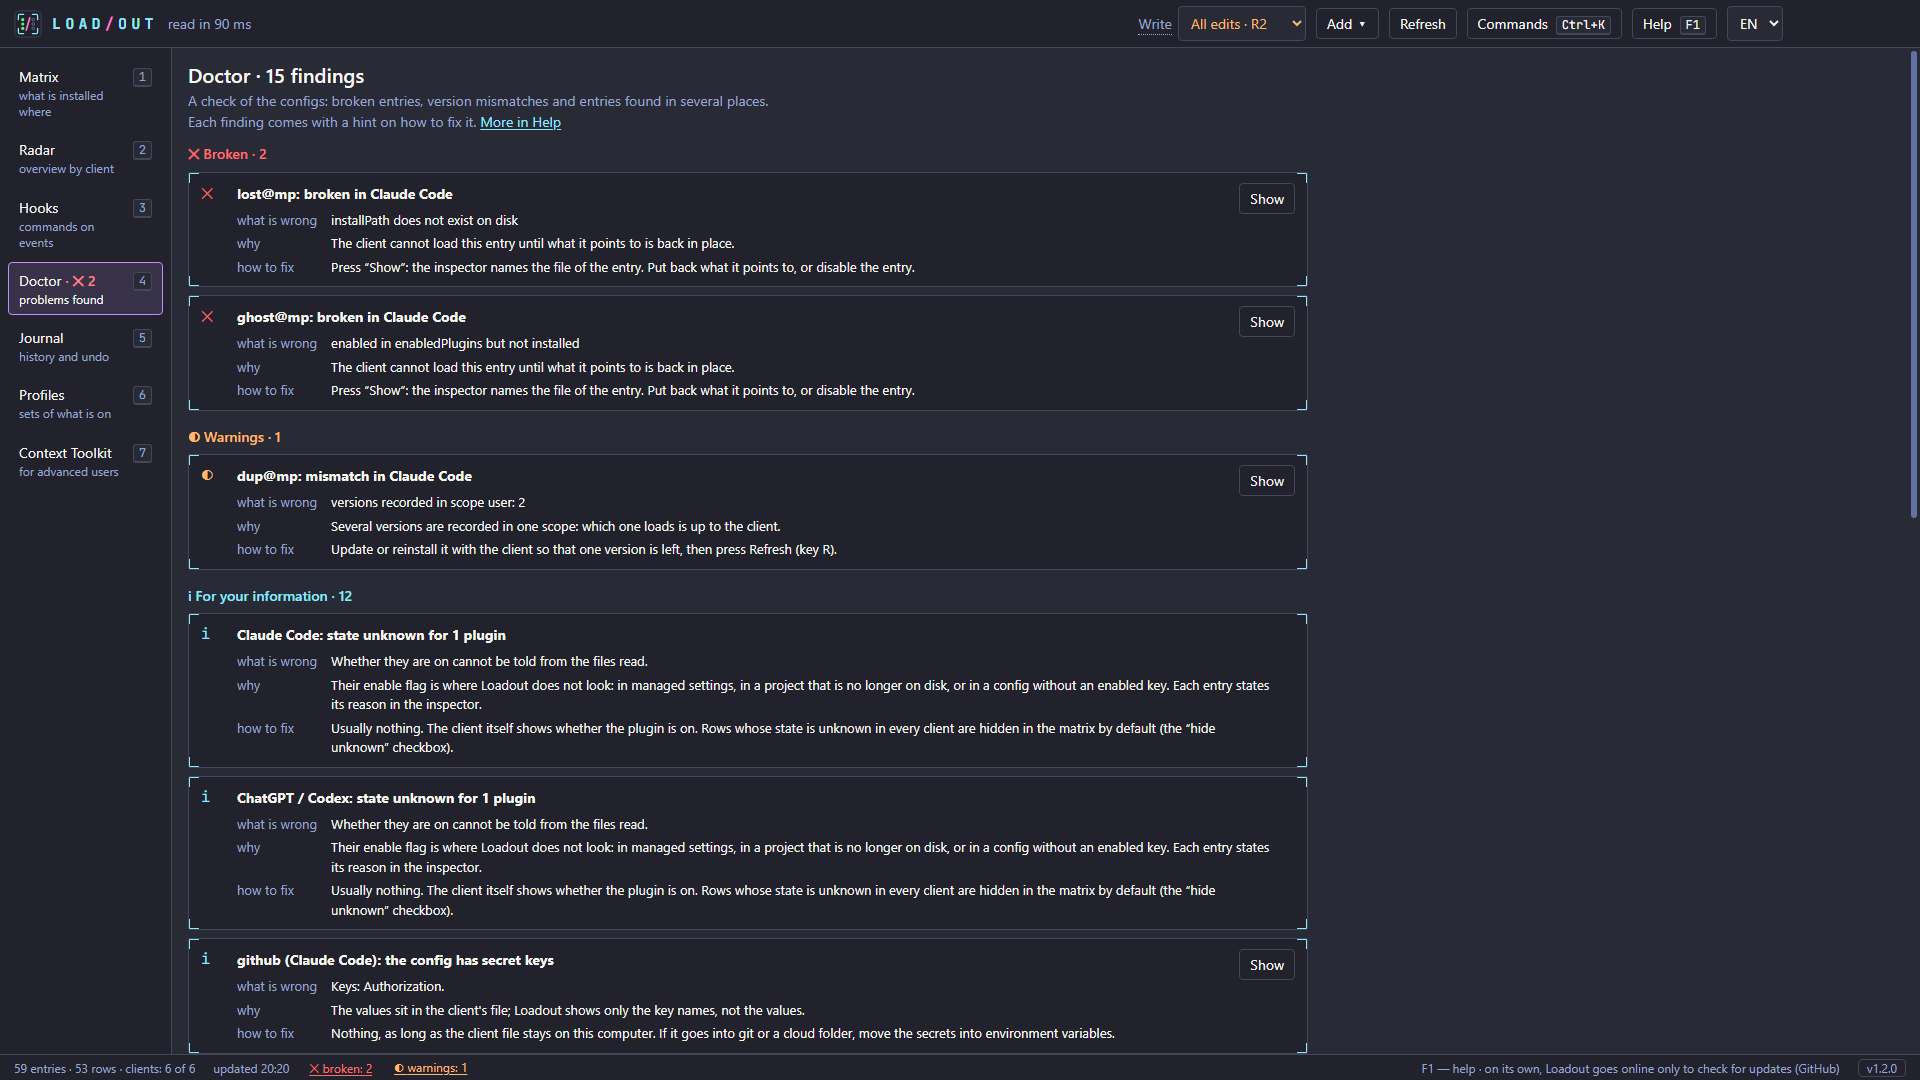 LOAD/OUT read in 90 ms Write All edits · R2 Add ▾ Refresh Commands Ctrl+K Help F1 EN
Matrix 1
what is installed
where
Radar 2
overview by client
Hooks 3
commands on
events
Doctor · ✕ 2 4
problems found
Journal 5
history and undo
Profiles 6
sets of what is on
Context Toolkit 7
for advanced users
Doctor · 15 findings
A check of the configs: broken entries, version mismatches and entries found in several places.
Each finding comes with a hint on how to fix it. More in Help
✕ Broken · 2
lost@mp: broken in Claude Code Show
what is wrong installPath does not exist on disk
why The client cannot load this entry until what it points to is back in place.
how to fix Press “Show”: the inspector names the file of the entry. Put back what it points to, or disable the entry.
ghost@mp: broken in Claude Code Show
what is wrong enabled in enabledPlugins but not installed
why The client cannot load this entry until what it points to is back in place.
how to fix Press “Show”: the inspector names the file of the entry. Put back what it points to, or disable the entry.
◐ Warnings · 1
dup@mp: mismatch in Claude Code Show
what is wrong versions recorded in scope user: 2
why Several versions are recorded in one scope: which one loads is up to the client.
how to fix Update or reinstall it with the client so that one version is left, then press Refresh (key R).
i For your information · 12
i Claude Code: state unknown for 1 plugin
what is wrong Whether they are on cannot be told from the files read.
why Their enable flag is where Loadout does not look: in managed settings, in a project that is no longer on disk, or in a config without an enabled key. Each entry states
its reason in the inspector.
how to fix Usually nothing. The client itself shows whether the plugin is on. Rows whose state is unknown in every client are hidden in the matrix by default (the “hide
unknown” checkbox).
i ChatGPT / Codex: state unknown for 1 plugin
what is wrong Whether they are on cannot be told from the files read.
why Their enable flag is where Loadout does not look: in managed settings, in a project that is no longer on disk, or in a config without an enabled key. Each entry states
its reason in the inspector.
how to fix Usually nothing. The client itself shows whether the plugin is on. Rows whose state is unknown in every client are hidden in the matrix by default (the “hide
unknown” checkbox).
i github (Claude Code): the config has secret keys Show
what is wrong Keys: Authorization.
why The values sit in the client's file; Loadout shows only the key names, not the values.
how to fix Nothing, as long as the client file stays on this computer. If it goes into git or a cloud folder, move the secrets into environment variables.
59 entries · 53 rows · clients: 6 of 6 updated 20:20 ✕ broken: 2 ◐ warnings: 1 F1 — help · on its own, Loadout goes online only to check for updates (GitHub) v1.2.0